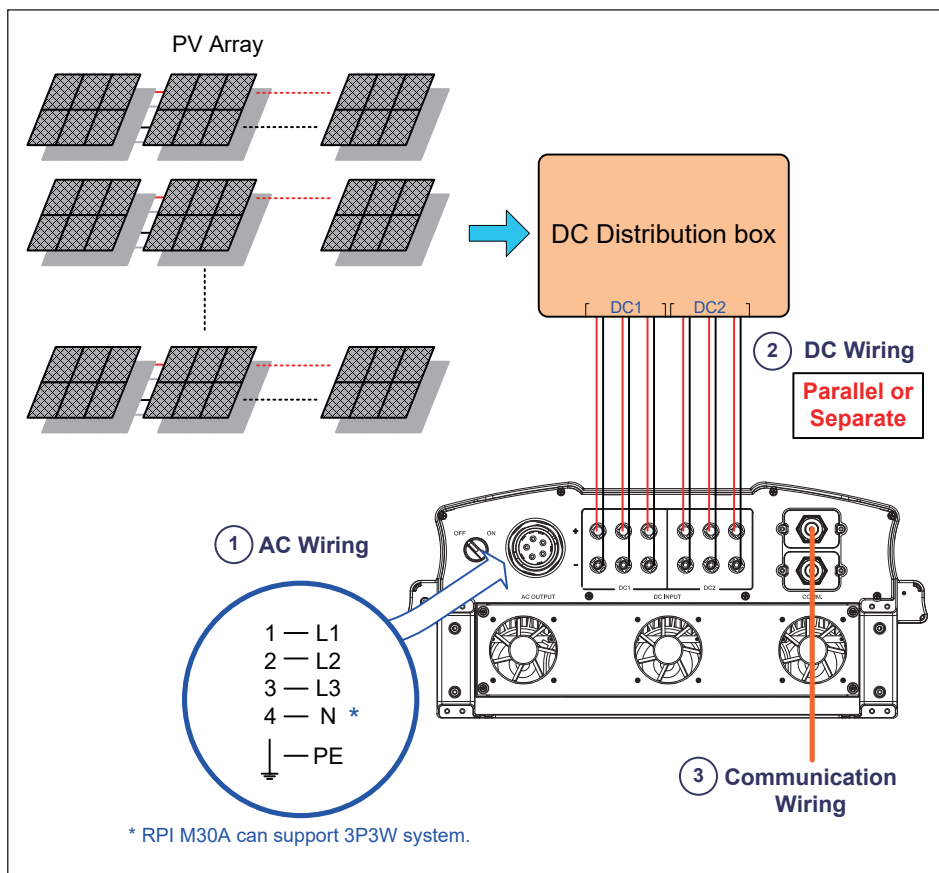 PV Array
DC Distribution box
DC1
DC2
2 DC Wiring
Parallel or
Separate
1 AC Wiring
OFF
ON
+
−
AC OUTPUT
DC1
DC INPUT
DC2
COMM.
1 — L1
2 — L2
3 — L3
4 — N *
— PE
3 Communication
Wiring
* RPI M30A can support 3P3W system.